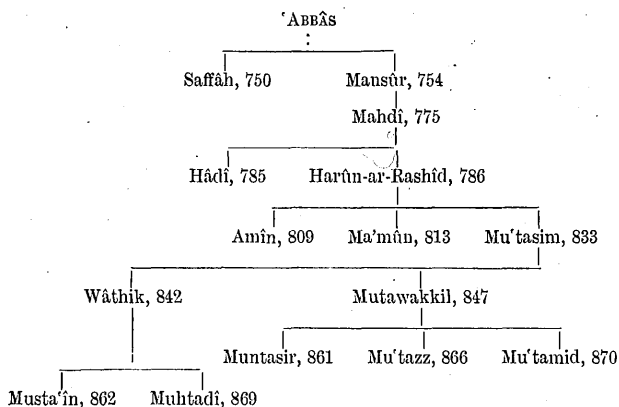 ʿABBÂS
Saffâh, 750 Mansûr, 754
Mahdî, 775
Hâdî, 785 Harûn-ar-Rashîd, 786
Amîn, 809 Ma’mûn, 813 Muʿtasim, 833
Wâthik, 842 Mutawakkil, 847
Muntasir, 861 Muʿtazz, 866 Muʿtamid, 870
Mustaʿîn, 862 Muhtadî, 869